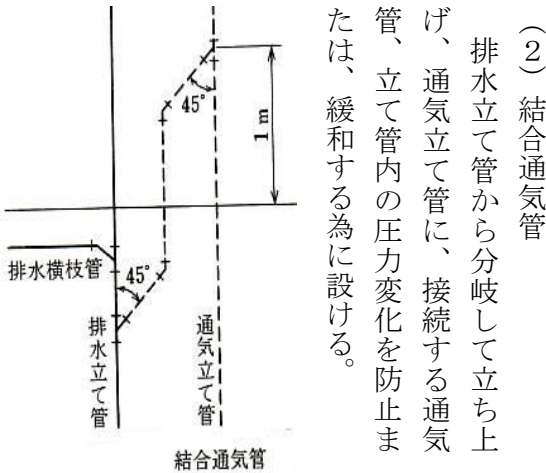 （２）結合通気管
排水立て管から分岐して立ち上
げ、通気立て管に、接続する通気
管、立て管内の圧力変化を防止ま
たは、緩和する為に設ける。
45°
1 m
排水横枝管
45°
排水立て管
通気立て管
結合通気管